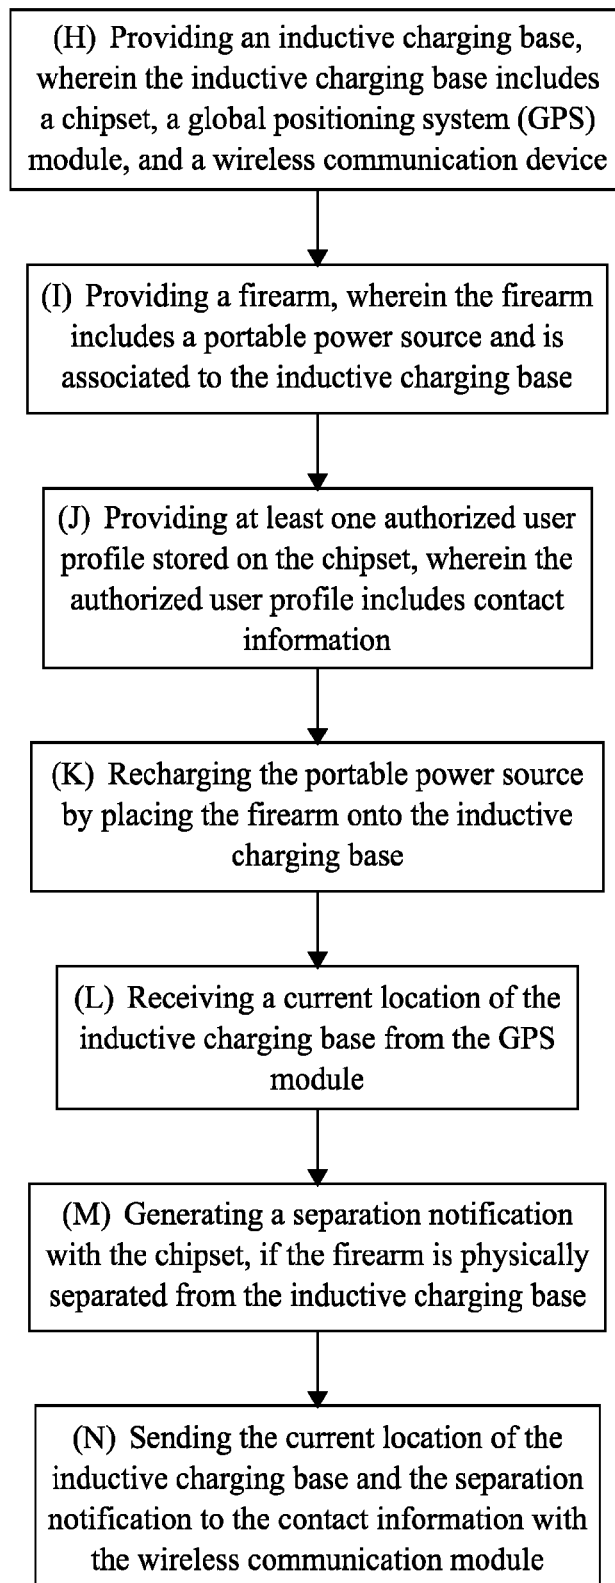 (H) Providing an inductive charging base,
wherein the inductive charging base includes
a chipset, a global positioning system (GPS)
module, and a wireless communication device
(I) Providing a firearm, wherein the firearm
includes a portable power source and is
associated to the inductive charging base
(J) Providing at least one authorized user
profile stored on the chipset, wherein the
authorized user profile includes contact
information
(K) Recharging the portable power source
by placing the firearm onto the inductive
charging base
(L) Receiving a current location of the
inductive charging base from the GPS
module
(M) Generating a separation notification
with the chipset, if the firearm is physically
separated from the inductive charging base
(N) Sending the current location of the
inductive charging base and the separation
notification to the contact information with
the wireless communication module